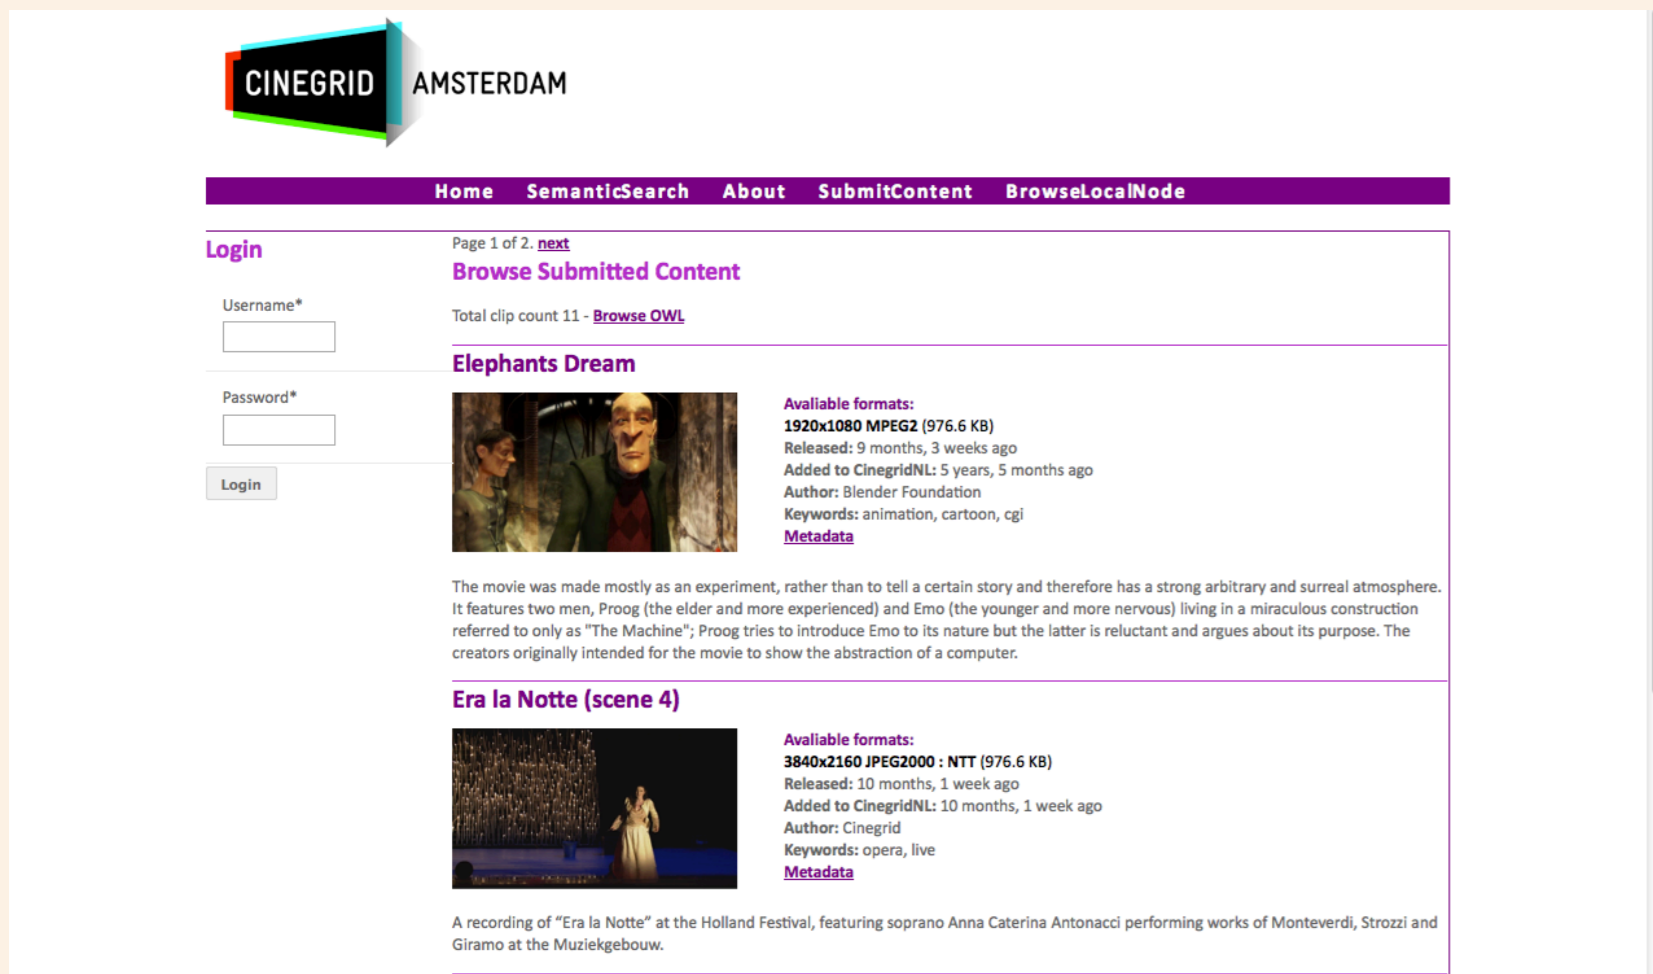 CINEGRID AMSTERDAM
Home SemanticSearch About SubmitContent BrowseLocalNode
Login
Username*
Password*
Login
Page 1 of 2. next
Browse Submitted Content
Total clip count 11 - Browse OWL
Elephants Dream
Avaliable formats:
1920x1080 MPEG2 (976.6 KB)
Released: 9 months, 3 weeks ago
Added to CinegridNL: 5 years, 5 months ago
Author: Blender Foundation
Keywords: animation, cartoon, cgi
Metadata
The movie was made mostly as an experiment, rather than to tell a certain story and therefore has a strong arbitrary and surreal atmosphere.
It features two men, Proog (the elder and more experienced) and Emo (the younger and more nervous) living in a miraculous construction
referred to only as "The Machine"; Proog tries to introduce Emo to its nature but the latter is reluctant and argues about its purpose. The
creators originally intended for the movie to show the abstraction of a computer.
Era la Notte (scene 4)
Avaliable formats:
3840x2160 JPEG2000 : NTT (976.6 KB)
Released: 10 months, 1 week ago
Added to CinegridNL: 10 months, 1 week ago
Author: Cinegrid
Keywords: opera, live
Metadata
A recording of “Era la Notte” at the Holland Festival, featuring soprano Anna Caterina Antonacci performing works of Monteverdi, Strozzi and
Giramo at the Muziekgebouw.